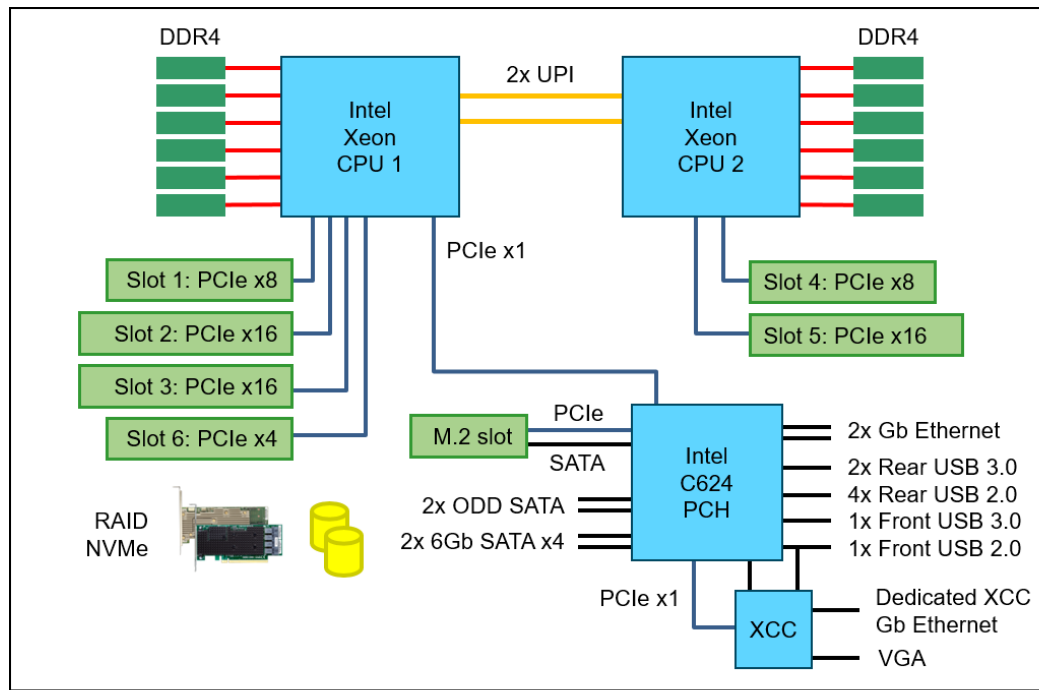 DDR4
DDR4
2x UPI
Intel
Xeon
CPU 1
Intel
Xeon
CPU 2
PCIe x1
Slot 1: PCIe x8
Slot 2: PCIe x16
Slot 3: PCIe x16
Slot 6: PCIe x4
Slot 4: PCIe x8
Slot 5: PCIe x16
M.2 slot
PCIe
SATA
Intel
C624
PCH
2x Gb Ethernet
2x Rear USB 3.0
4x Rear USB 2.0
1x Front USB 3.0
1x Front USB 2.0
2x ODD SATA
2x 6Gb SATA x4
RAID
NVMe
PCIe x1
XCC
Dedicated XCC
Gb Ethernet
VGA